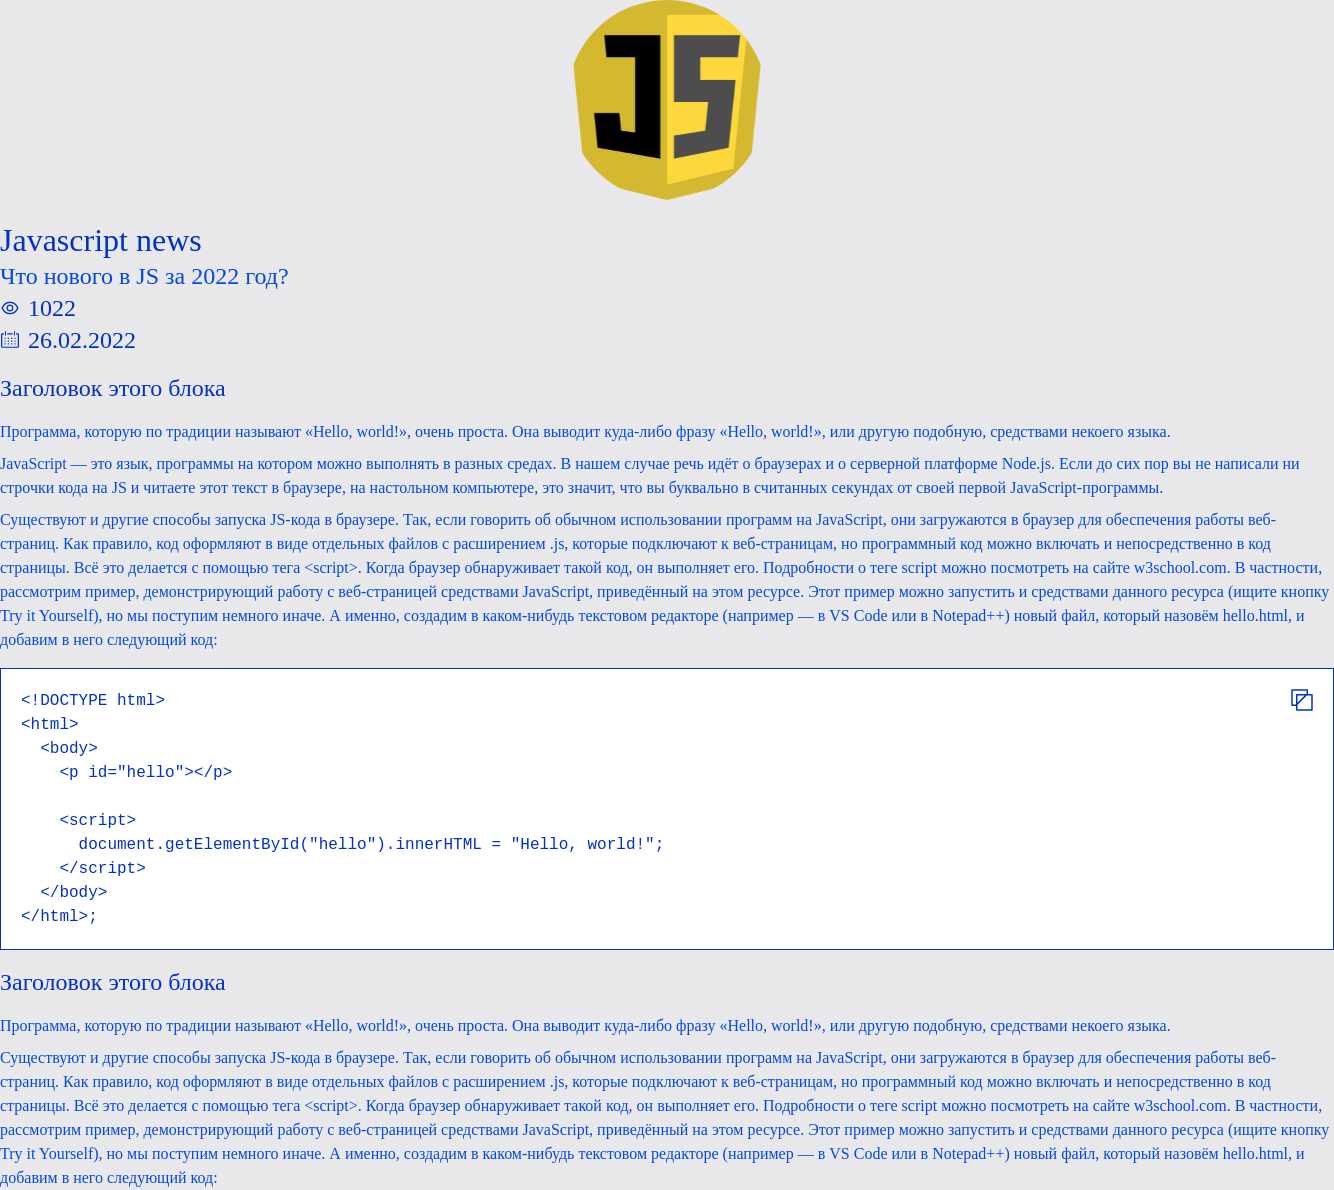 JS
Javascript news
Что нового в JS за 2022 год?
1022
26.02.2022
Заголовок этого блока
Программа, которую по традиции называют «Hello, world!», очень проста. Она выводит куда-либо фразу «Hello, world!», или другую подобную, средствами некоего языка.
JavaScript — это язык, программы на котором можно выполнять в разных средах. В нашем случае речь идёт о браузерах и о серверной платформе Node.js. Если до сих пор вы не написали ни
строчки кода на JS и читаете этот текст в браузере, на настольном компьютере, это значит, что вы буквально в считанных секундах от своей первой JavaScript-программы.
Существуют и другие способы запуска JS-кода в браузере. Так, если говорить об обычном использовании программ на JavaScript, они загружаются в браузер для обеспечения работы веб-
страниц. Как правило, код оформляют в виде отдельных файлов с расширением .js, которые подключают к веб-страницам, но программный код можно включать и непосредственно в код
страницы. Всё это делается с помощью тега <script>. Когда браузер обнаруживает такой код, он выполняет его. Подробности о теге script можно посмотреть на сайте w3school.com. В частности,
рассмотрим пример, демонстрирующий работу с веб-страницей средствами JavaScript, приведённый на этом ресурсе. Этот пример можно запустить и средствами данного ресурса (ищите кнопку
Try it Yourself), но мы поступим немного иначе. А именно, создадим в каком-нибудь текстовом редакторе (например — в VS Code или в Notepad++) новый файл, который назовём hello.html, и
добавим в него следующий код:
<!DOCTYPE html>
<html>
  <body>
    <p id="hello"></p>
    <script>
      document.getElementById("hello").innerHTML = "Hello, world!";
    </script>
  </body>
</html>;
Заголовок этого блока
Программа, которую по традиции называют «Hello, world!», очень проста. Она выводит куда-либо фразу «Hello, world!», или другую подобную, средствами некоего языка.
Существуют и другие способы запуска JS-кода в браузере. Так, если говорить об обычном использовании программ на JavaScript, они загружаются в браузер для обеспечения работы веб-
страниц. Как правило, код оформляют в виде отдельных файлов с расширением .js, которые подключают к веб-страницам, но программный код можно включать и непосредственно в код
страницы. Всё это делается с помощью тега <script>. Когда браузер обнаруживает такой код, он выполняет его. Подробности о теге script можно посмотреть на сайте w3school.com. В частности,
рассмотрим пример, демонстрирующий работу с веб-страницей средствами JavaScript, приведённый на этом ресурсе. Этот пример можно запустить и средствами данного ресурса (ищите кнопку
Try it Yourself), но мы поступим немного иначе. А именно, создадим в каком-нибудь текстовом редакторе (например — в VS Code или в Notepad++) новый файл, который назовём hello.html, и
добавим в него следующий код: